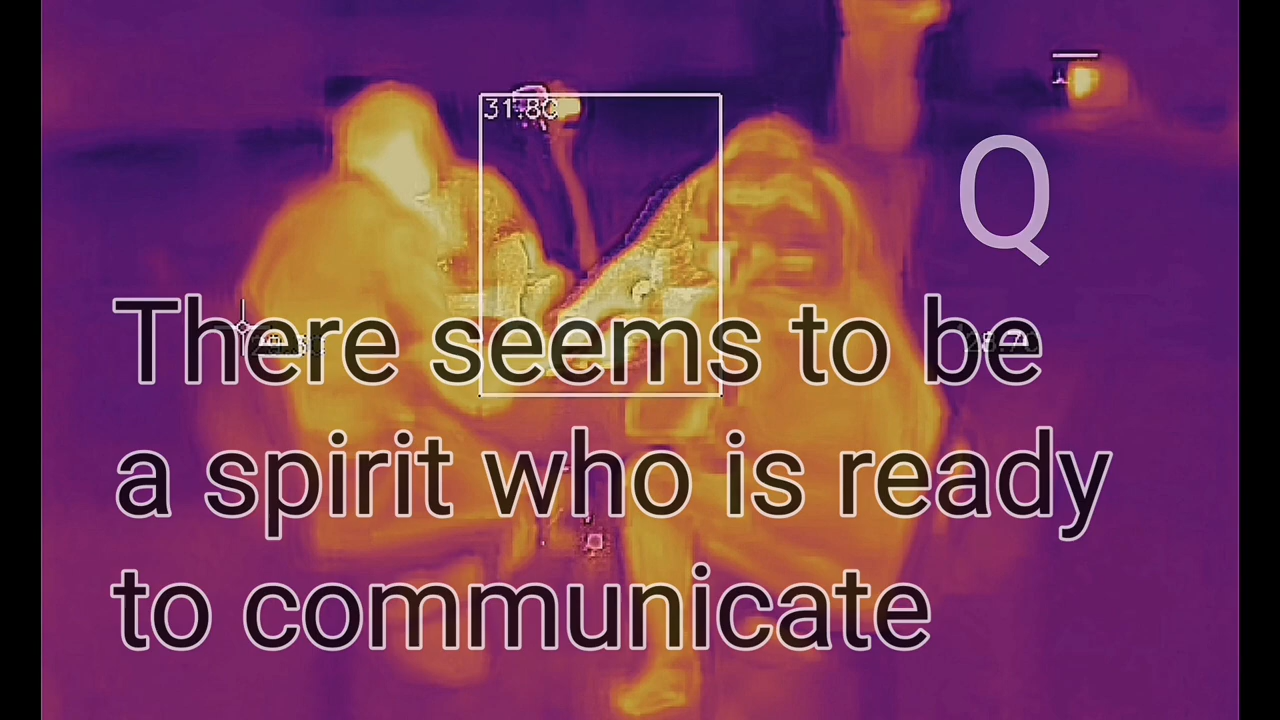 31.8C
Q
There seems to be
a spirit who is ready
to communicate